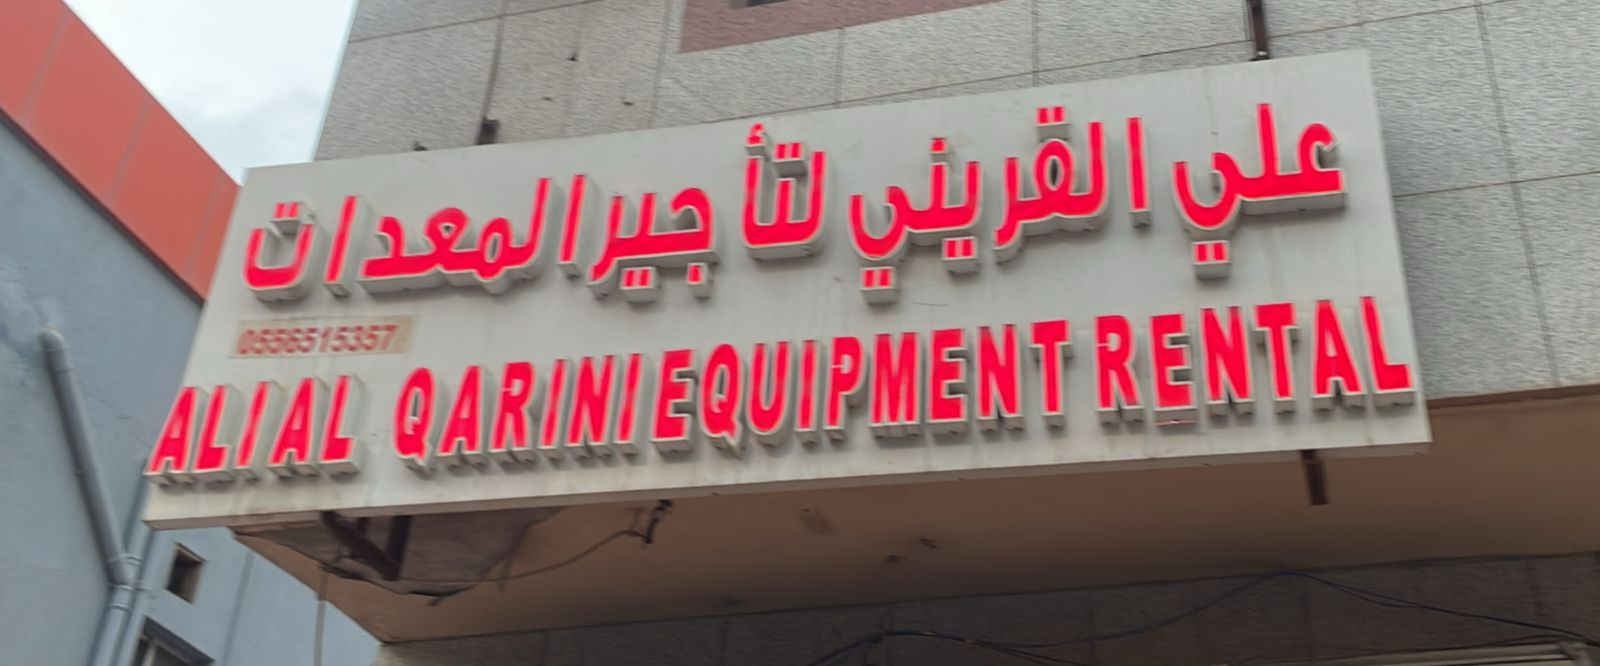 علي القريني لتأجير المعدات
0556515357
ALI AL QARINI EQUIPMENT RENTAL